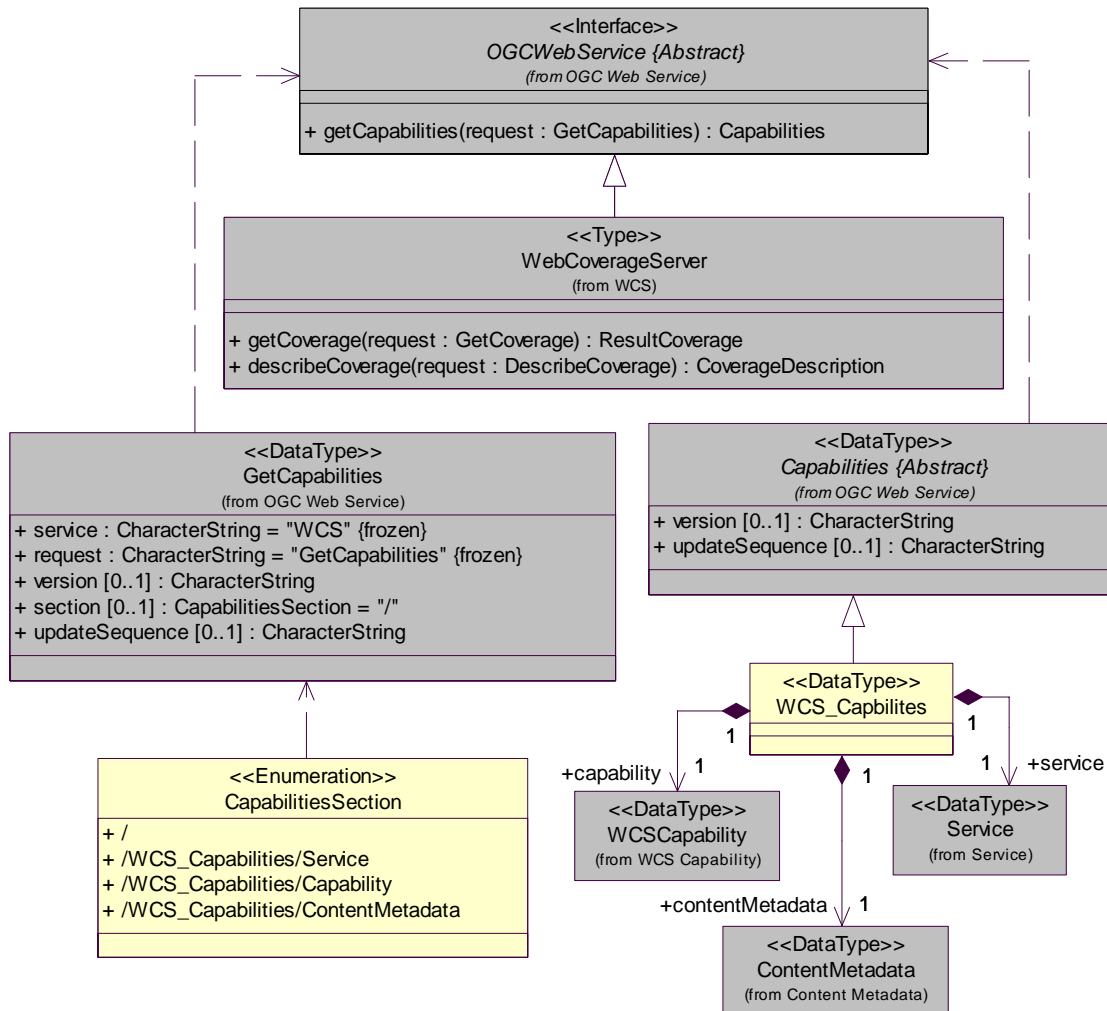 <<Interface>>
OGCWebService {Abstract}
(from OGC Web Service)
+ getCapabilities(request : GetCapabilities) : Capabilities
<<Type>>
WebCoverageServer
(from WCS)
+ getCoverage(request : GetCoverage) : ResultCoverage
+ describeCoverage(request : DescribeCoverage) : CoverageDescription
<<DataType>>
GetCapabilities
(from OGC Web Service)
+ service : CharacterString = "WCS" {frozen}
+ request : CharacterString = "GetCapabilities" {frozen}
+ version [0..1] : CharacterString
+ section [0..1] : CapabilitiesSection = "/"
+ updateSequence [0..1] : CharacterString
<<DataType>>
Capabilities {Abstract}
(from OGC Web Service)
+ version [0..1] : CharacterString
+ updateSequence [0..1] : CharacterString
<<Enumeration>>
CapabilitiesSection
+ /
+ /WCS_Capabilities/Service
+ /WCS_Capabilities/Capability
+ /WCS_Capabilities/ContentMetadata
<<DataType>>
WCS_Capbilites
1
1
1
+capability
1
1
+service
<<DataType>>
WCSCapability
(from WCS Capability)
<<DataType>>
Service
(from Service)
+contentMetadata
1
<<DataType>>
ContentMetadata
(from Content Metadata)